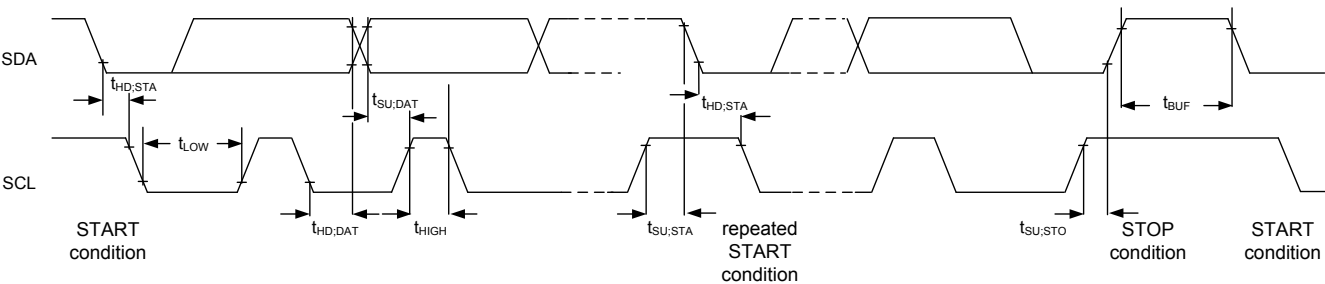 SDA
tHD;STA
tSU;DAT
tHD;STA
tBUF
tLOW
SCL
tHD;DAT
tHIGH
tSU;STA
tSU;STO
START
condition
repeated
START
condition
STOP
condition
START
condition